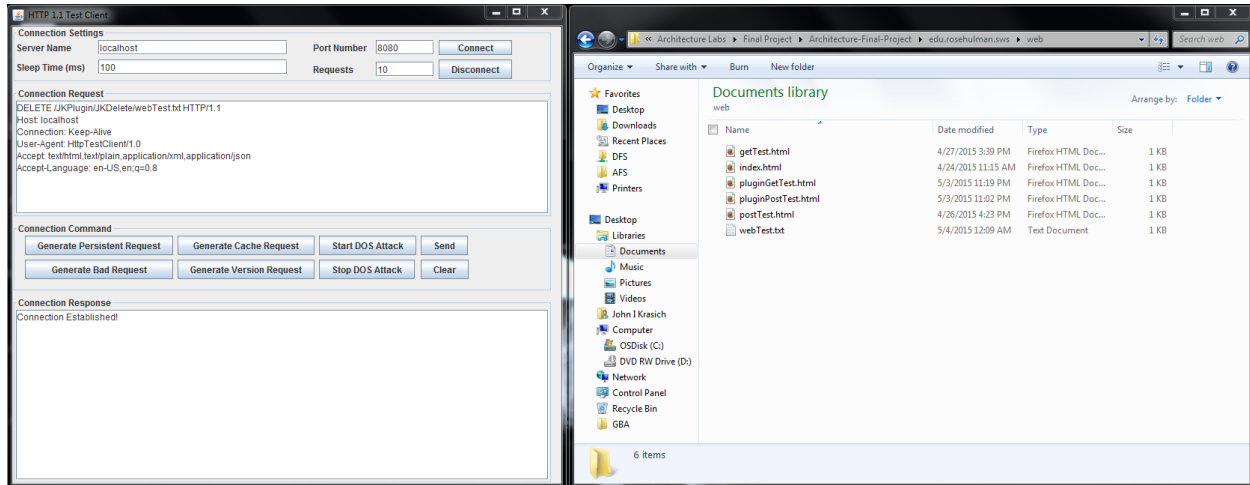 HTTP 1.1 Test Client
Connection Settings
Server Name localhost Port Number 8080 Connect
Sleep Time (ms) 100 Requests 10 Disconnect
Connection Request
DELETE /JKPlugin/JKDelete/webTest.txt HTTP/1.1
Host: localhost
Connection: Keep-Alive
User-Agent: HttpTestClient/1.0
Accept: text/html,text/plain,application/xml,application/json
Accept-Language: en-US,en;q=0.8
Connection Command
Generate Persistent Request Generate Cache Request Start DOS Attack Send
Generate Bad Request Generate Version Request Stop DOS Attack Clear
Connection Response
Connection Established!
« Architecture Labs Final Project Architecture-Final-Project edu.rosehulman.sws web Search web
Organize Share with Burn New folder
Favorites
Desktop
Downloads
Recent Places
DFS
AFS
Printers
Desktop
Libraries
Documents
Music
Pictures
Videos
John I Krasich
Computer
OSDisk (C:)
DVD RW Drive (D:)
Network
Control Panel
Recycle Bin
GBA
Documents library
web
Arrange by: Folder
Name Date modified Type Size
getTest.html 4/27/2015 3:39 PM Firefox HTML Doc... 1 KB
index.html 4/24/2015 11:15 AM Firefox HTML Doc... 1 KB
pluginGetTest.html 5/3/2015 11:19 PM Firefox HTML Doc... 1 KB
pluginPostTest.html 5/3/2015 11:02 PM Firefox HTML Doc... 1 KB
postTest.html 4/26/2015 4:23 PM Firefox HTML Doc... 1 KB
webTest.txt 5/4/2015 12:09 AM Text Document 1 KB
6 items